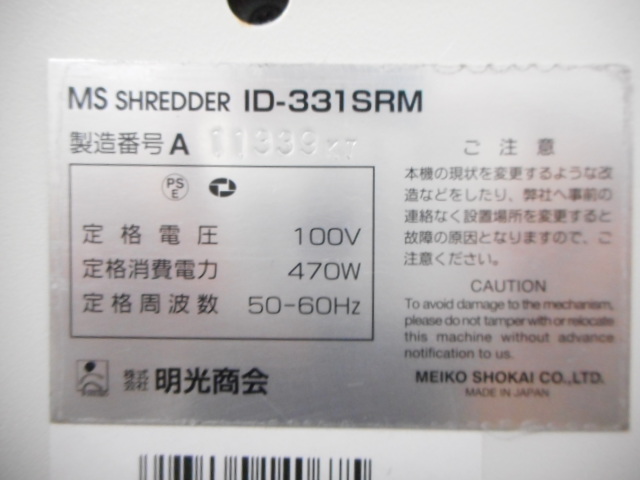 MS SHREDDER ID-331SRM
製造番号 A
PS
E
定格電圧 100V
定格消費電力 470W
定格周波数 50-60Hz
株式
会社 明光商会
ご注意
本機の現状を変更するような改
造などをしたり、弊社へ事前の
連絡なく設置場所を変更すると
故障の原因となりますので、ご
注意ください。
CAUTION
To avoid damage to the mechanism,
please do not tamper with or relocate
this machine without advance
notification to us.
MEIKO SHOKAI CO.,LTD.
MADE IN JAPAN